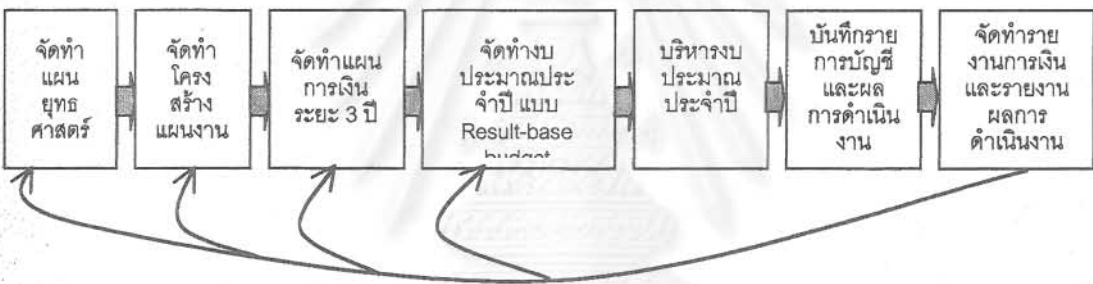 จัดทำ
แผน
ยุทธ
ศาสตร์
จัดทำ
โครง
สร้าง
แผนงาน
จัดทำแผน
การเงิน
ระยะ 3 ปี
จัดทำงบ
ประมาณประ
จำปี แบบ
Result-base
budget
บริหารงบ
ประมาณ
ประจำปี
บันทึกราย
การบัญชี
และผล
การดำเนิน
งาน
จัดทำราย
งานการเงิน
และรายงาน
ผลการ
ดำเนินงาน